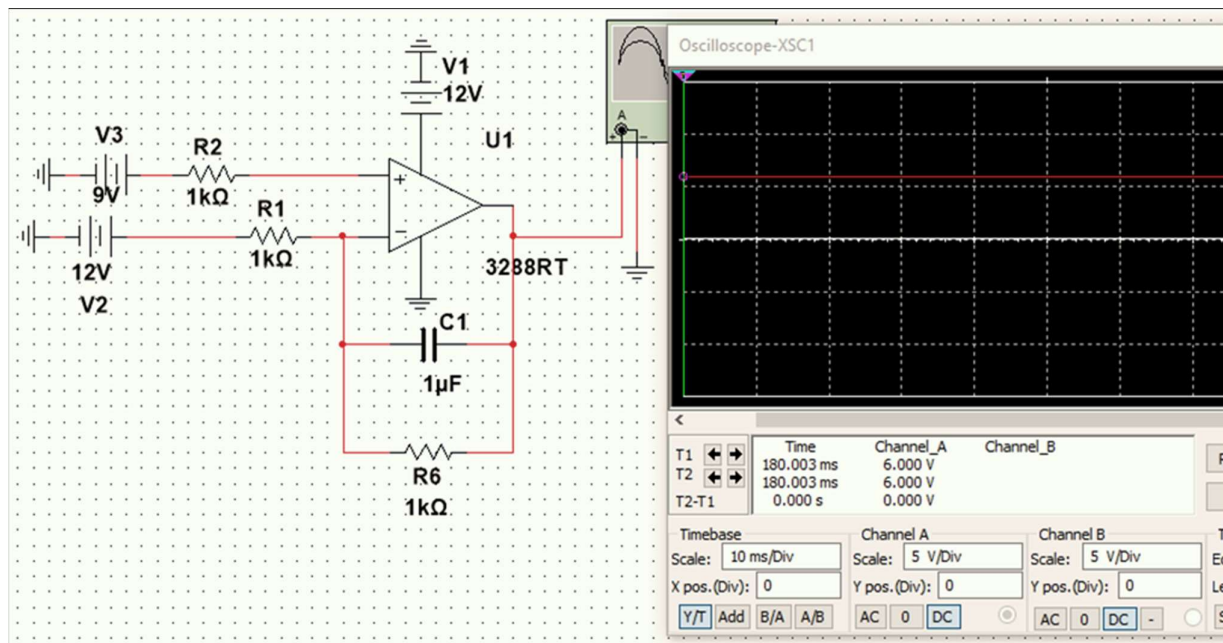 V1
12V
U1
V3
9V
R2
1kΩ
R1
1kΩ
12V
V2
+
−
3288RT
C1
1µF
R6
1kΩ
A
+
−
Oscilloscope-XSC1
T1
T2
T2-T1
Time Channel_A Channel_B
180.003 ms 6.000 V
180.003 ms 6.000 V
0.000 s 0.000 V
Timebase
Scale: 10 ms/Div
X pos.(Div): 0
Y/T Add B/A A/B
Channel A
Scale: 5 V/Div
Y pos.(Div): 0
AC 0 DC
Channel B
Scale: 5 V/Div
Y pos.(Div): 0
AC 0 DC -